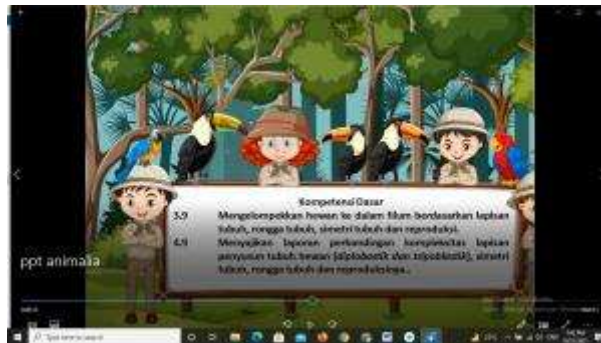 Kompetensi Dasar
3.9 Mengelompokkan hewan ke dalam filum berdasarkan lapisan
tubuh, rongga tubuh, simetri tubuh dan reproduksi.
4.9 Menyajikan laporan perbandingan kompleksitas lapisan
penyusun tubuh hewan (diploblastik dan triploblastik), simetri
tubuh, rongga tubuh dan reproduksinya..
ppt animalia